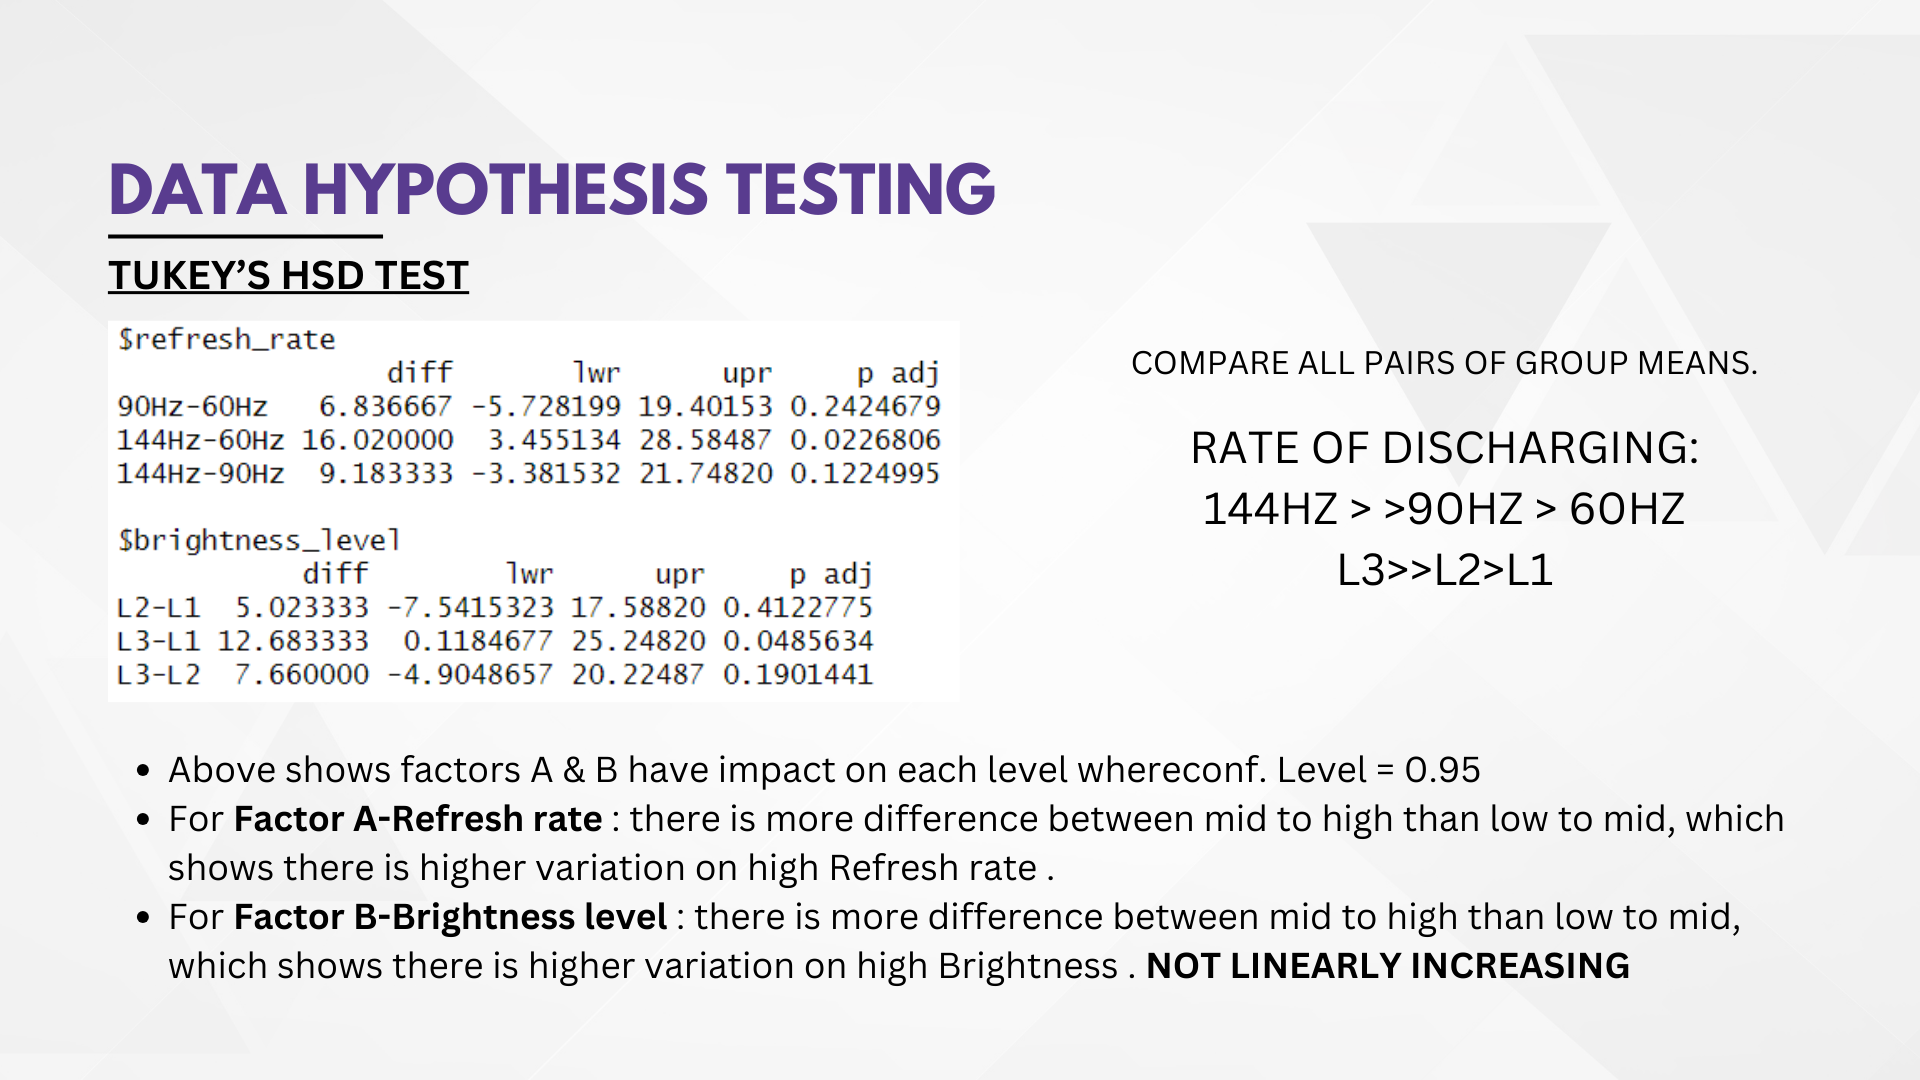 DATA HYPOTHESIS TESTING
TUKEY’S HSD TEST
$refresh_rate
diff lwr upr p adj
90Hz-60Hz 6.836667 -5.728199 19.40153 0.2424679
144Hz-60Hz 16.020000 3.455134 28.58487 0.0226806
144Hz-90Hz 9.183333 -3.381532 21.74820 0.1224995
$brightness_level
diff lwr upr p adj
L2-L1 5.023333 -7.5415323 17.58820 0.4122775
L3-L1 12.683333 0.1184677 25.24820 0.0485634
L3-L2 7.660000 -4.9048657 20.22487 0.1901441
COMPARE ALL PAIRS OF GROUP MEANS.
RATE OF DISCHARGING:
144HZ > >90HZ > 60HZ
L3>>L2>L1
• Above shows factors A & B have impact on each level whereconf. Level = 0.95
• For Factor A-Refresh rate : there is more difference between mid to high than low to mid, which
shows there is higher variation on high Refresh rate .
• For Factor B-Brightness level : there is more difference between mid to high than low to mid,
which shows there is higher variation on high Brightness . NOT LINEARLY INCREASING